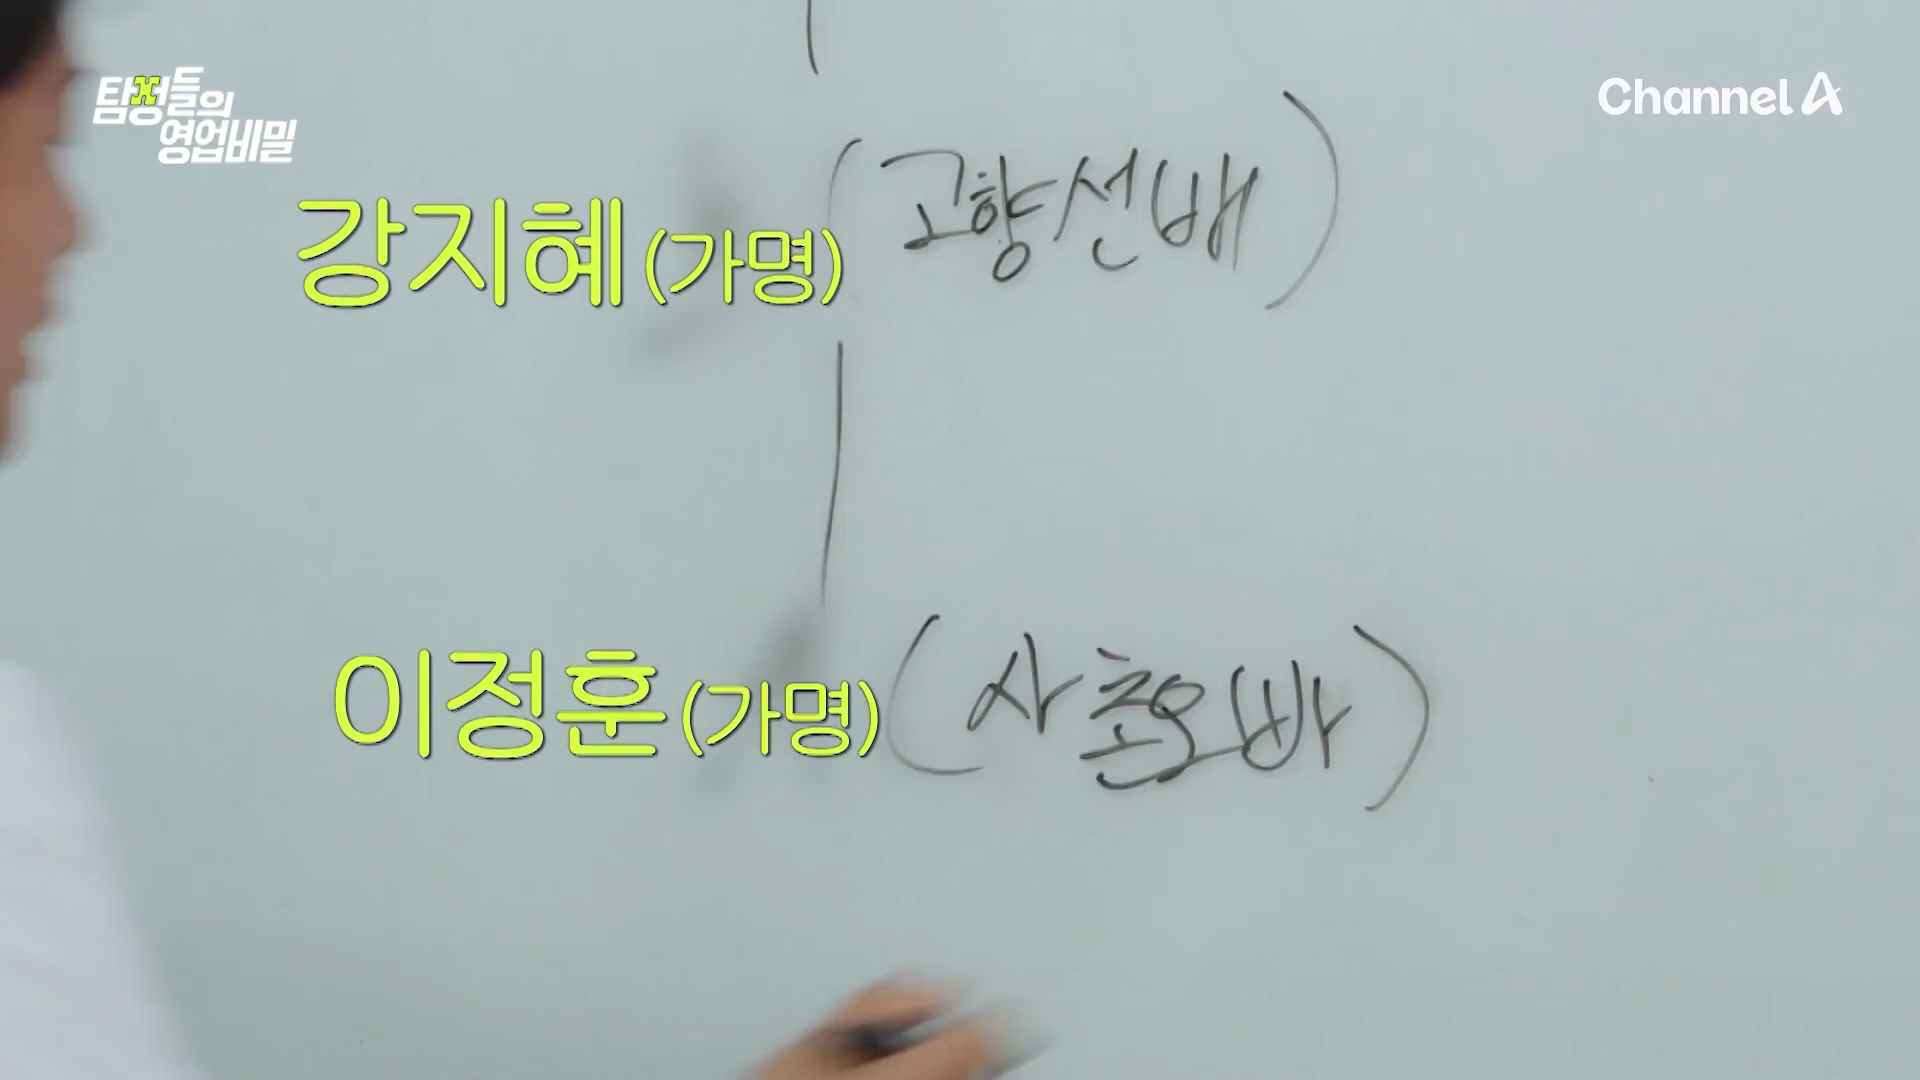 탐정들의
영업비밀
Channel A
강지혜 (가명) (고향선배)
이정훈 (가명) (사촌오빠)